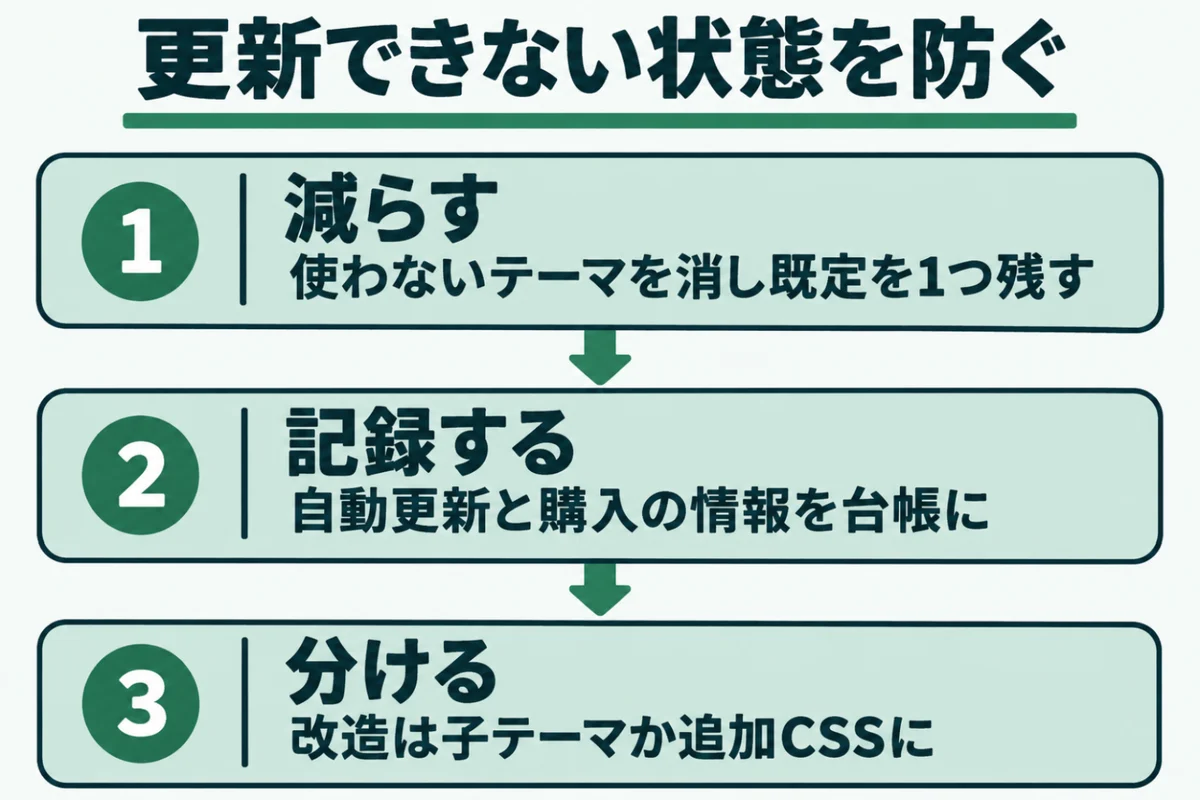 更新できない状態を防ぐ
1
減らす
使わないテーマを消し既定を1つ残す
2
記録する
自動更新と購入の情報を台帳に
3
分ける
改造は子テーマか追加CSSに